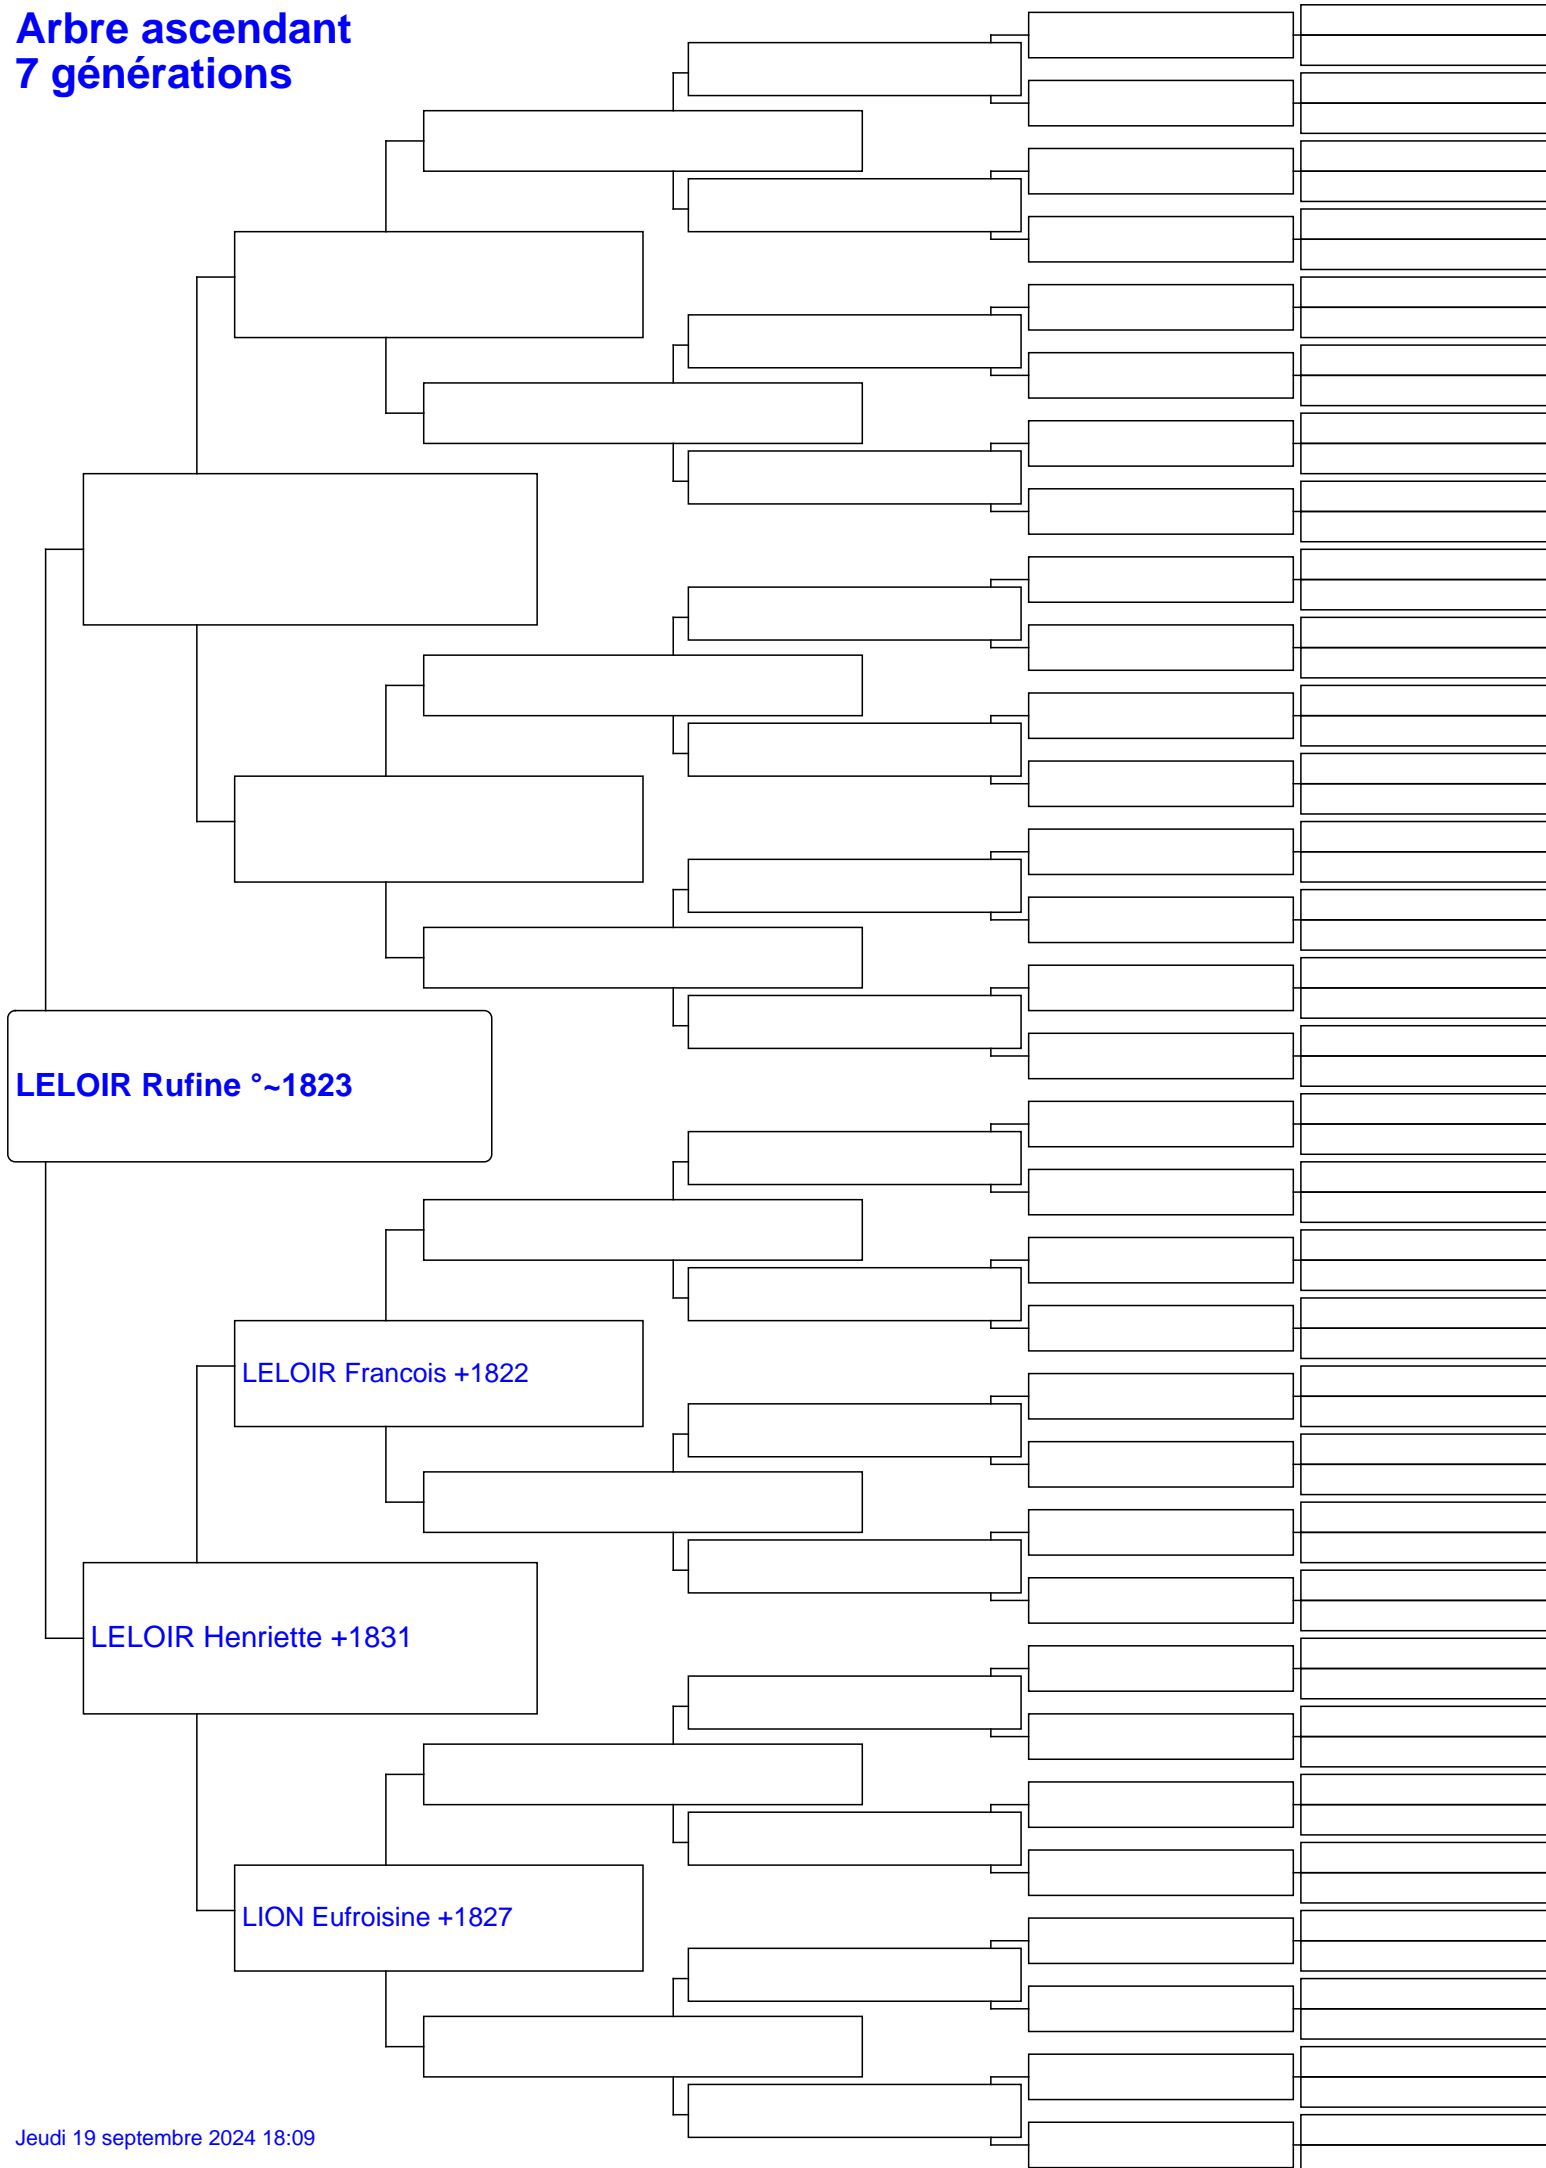 Arbre ascendant
7 générations
LELOIR Rufine °~1823
LELOIR Francois +1822
LELOIR Henriette +1831
LION Eufroisine +1827
Jeudi 19 septembre 2024 18:09